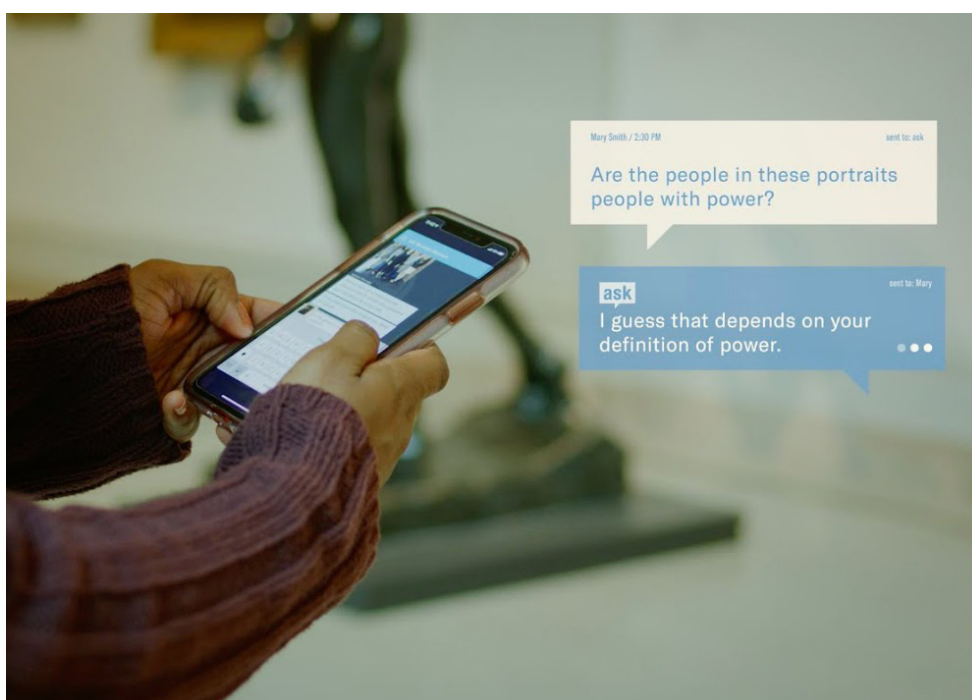 Mary Smith / 2:30 PM
sent to: ask
Are the people in these portraits
people with power?
ask
sent to: Mary
I guess that depends on your
definition of power.